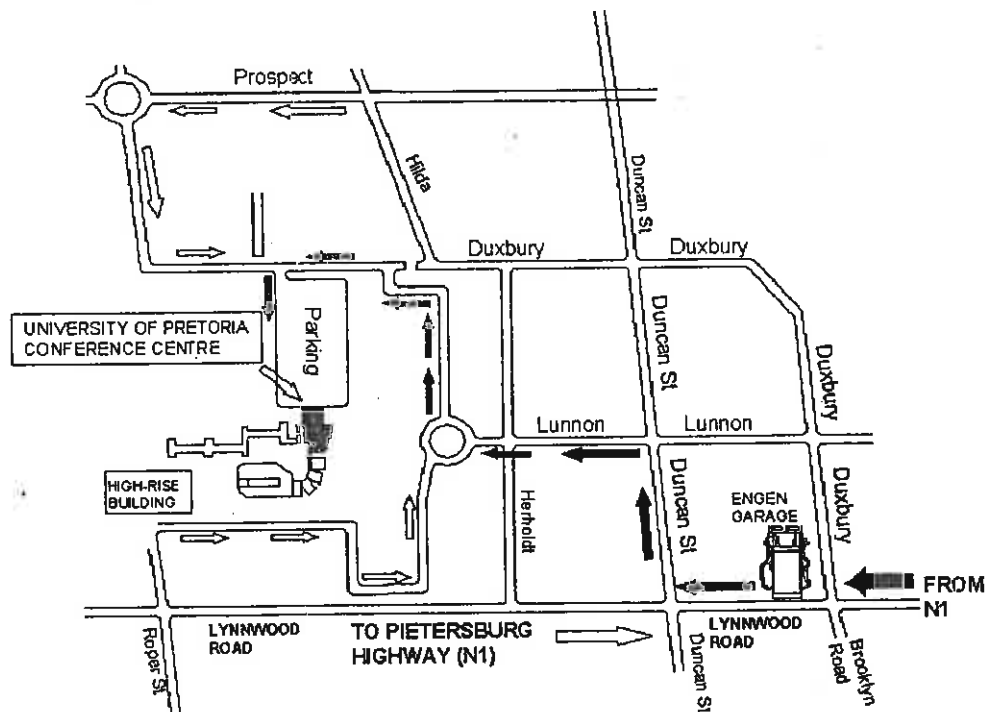 Prospect
Hilda
Duncan St
Duxbury
Duxbury
UNIVERSITY OF PRETORIA
CONFERENCE CENTRE
Parking
Duncan St
Duxbury
Lunnon
Lunnon
HIGH-RISE
BUILDING
Herholdt
Duncan St
ENGEN
GARAGE
Duxbury
FROM
N1
Roper St
LYNNWOOD
ROAD
TO PIETERSBURG
HIGHWAY (N1)
Duncan St
LYNNWOOD
ROAD
Brooklyn
Road